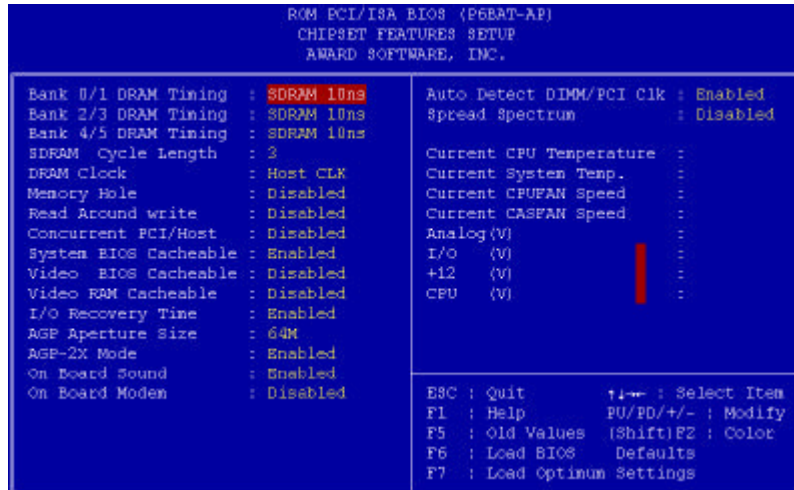 ROM PCI/ISA BIOS (P6BAT-AP)
CHIPSET FEATURES SETUP
AWARD SOFTWARE, INC.
Bank 0/1 DRAM Timing : SDRAM 10ns
Bank 2/3 DRAM Timing : SDRAM 10ns
Bank 4/5 DRAM Timing : SDRAM 10ns
SDRAM Cycle Length : 3
DRAM Clock : Host CLK
Memory Hole : Disabled
Read Around write : Disabled
Concurrent PCI/Host : Disabled
System BIOS Cacheable : Enabled
Video BIOS Cacheable : Disabled
Video RAM Cacheable : Disabled
I/O Recovery Time : Enabled
AGP Aperture Size : 64M
AGP-2X Mode : Enabled
On Board Sound : Enabled
On Board Modem : Disabled
Auto Detect DIMM/PCI Clk : Enabled
Spread Spectrum : Disabled
Current CPU Temperature :
Current System Temp. :
Current CPUFAN Speed :
Current CASFAN Speed :
Analog(V) :
I/O (V) :
+12 (V) :
CPU (V) :
ESC : Quit ↑↓→← : Select Item
F1 : Help PU/PD/+/- : Modify
F5 : Old Values (Shift)F2 : Color
F6 : Load BIOS Defaults
F7 : Load Optimum Settings